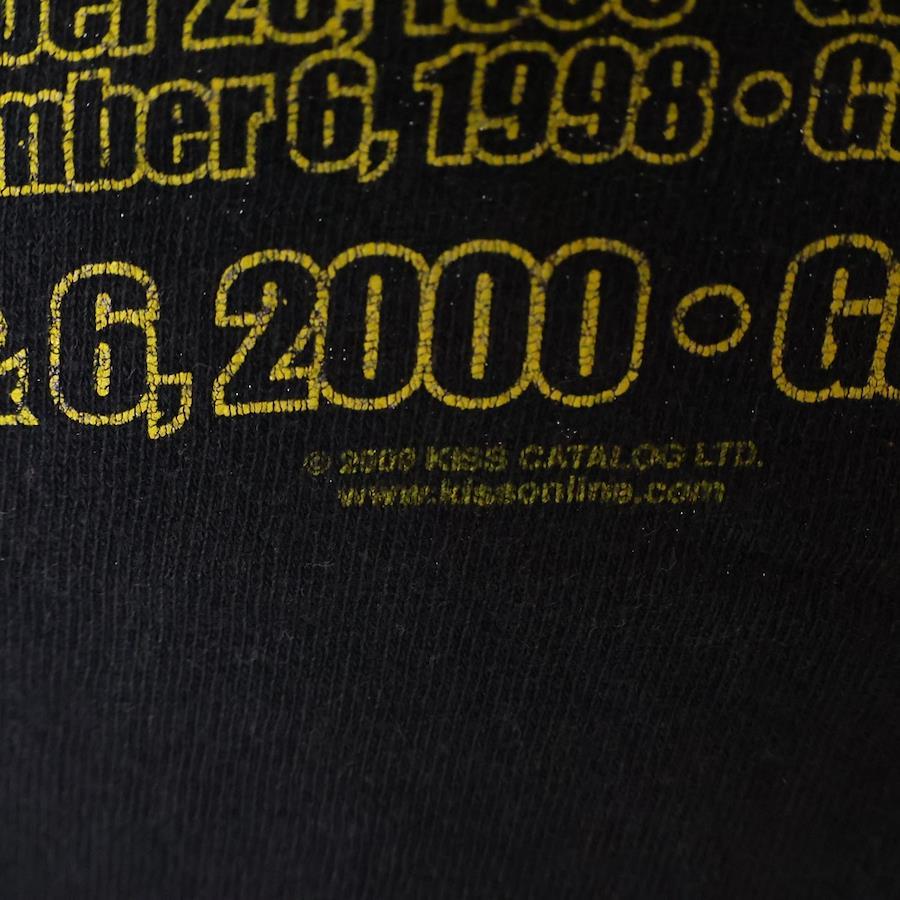 mber 6, 1998 •
& 6, 2000 •
© 2000 KISS CATALOG LTD.
www.kissonline.com